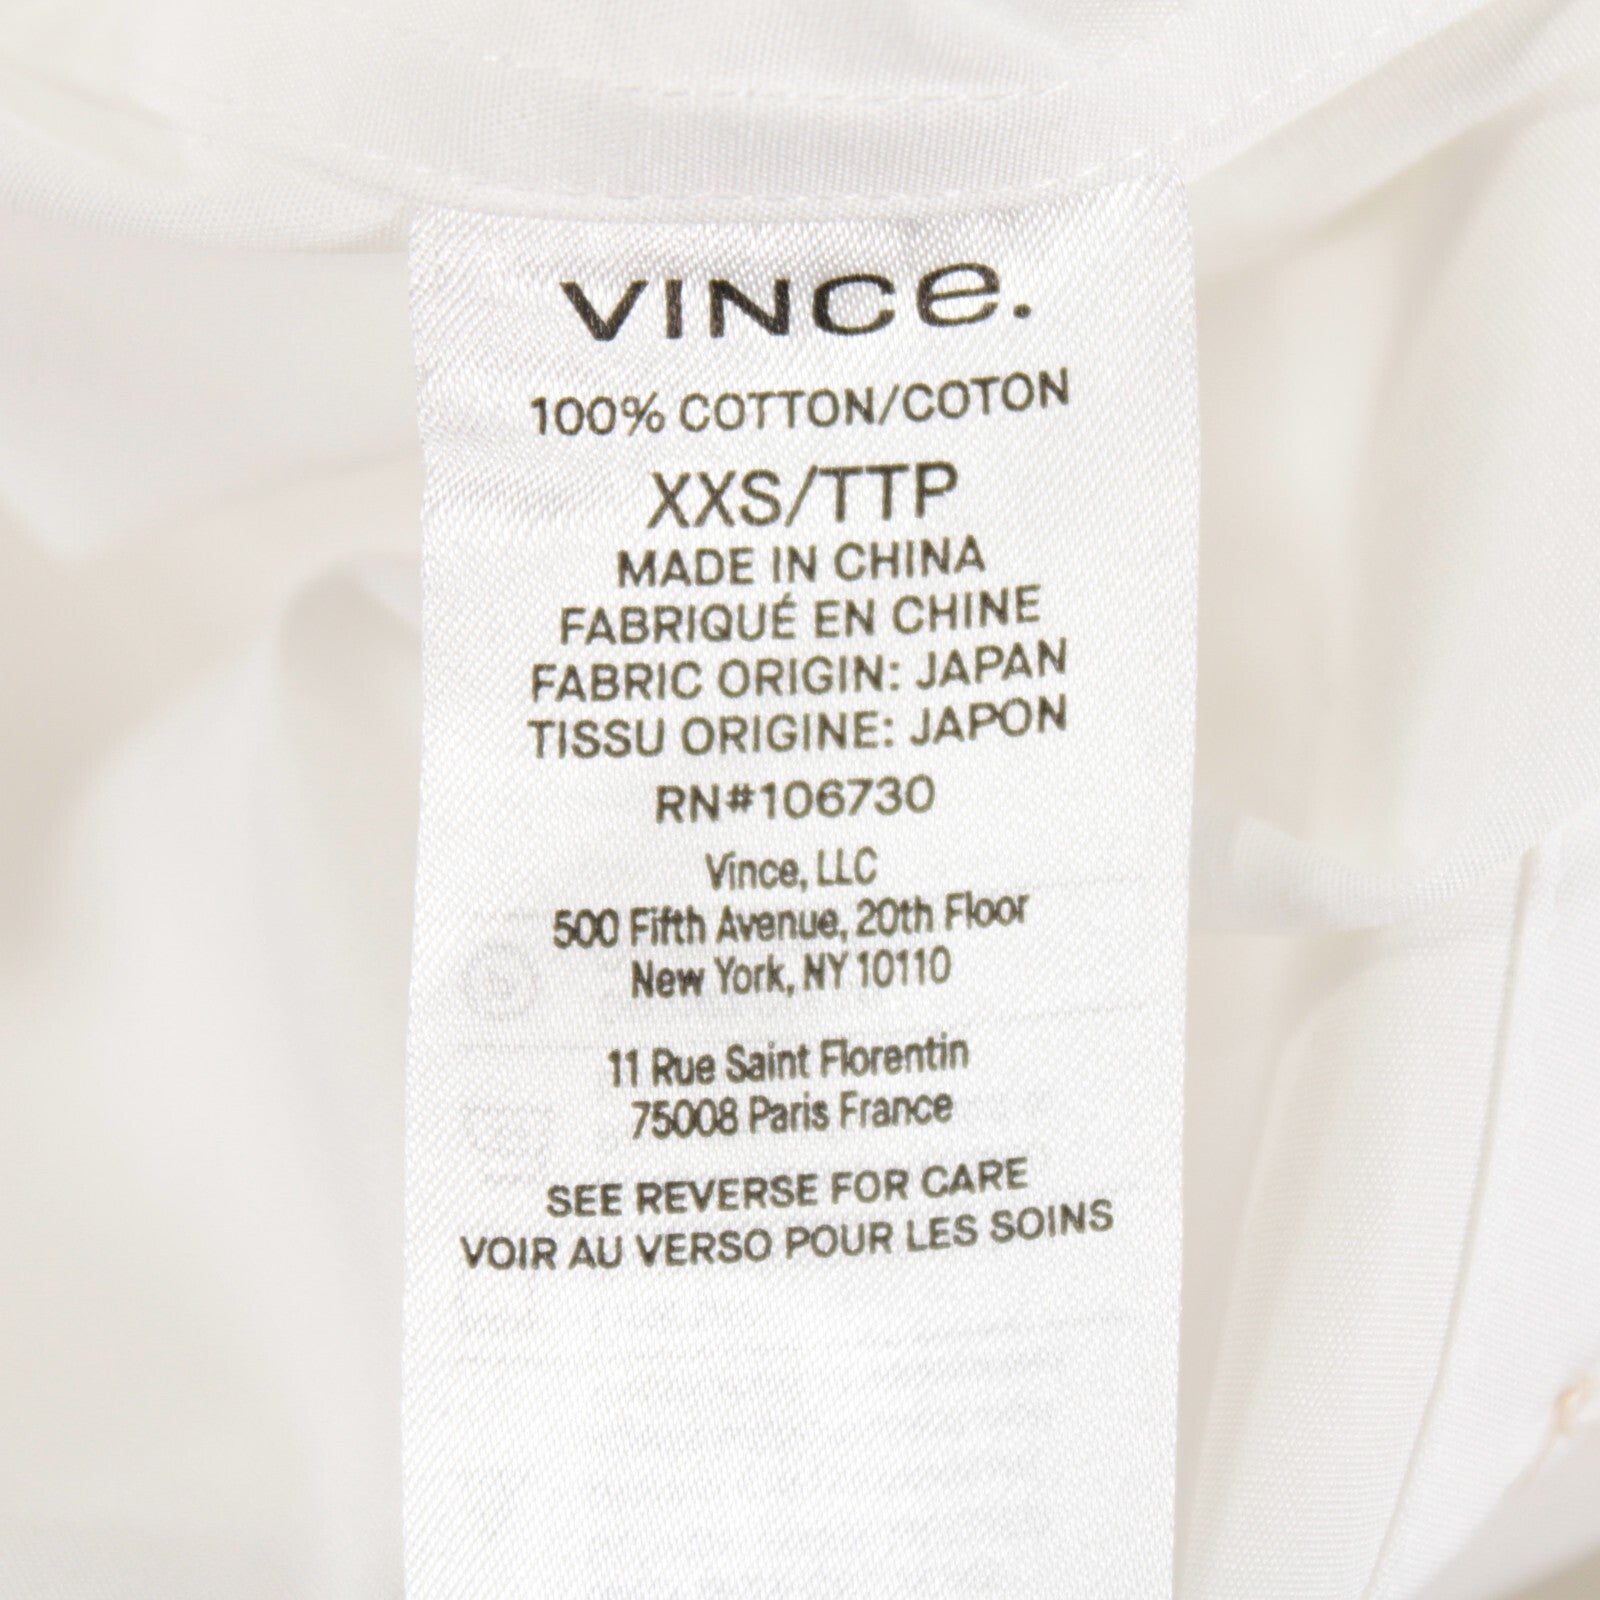 VINCe.
100% COTTON/COTON
XXS/TTP
MADE IN CHINA
FABRIQUÉ EN CHINE
FABRIC ORIGIN: JAPAN
TISSU ORIGINE: JAPON
RN#106730
Vince, LLC
500 Fifth Avenue, 20th Floor
New York, NY 10110
11 Rue Saint Florentin
75008 Paris France
SEE REVERSE FOR CARE
VOIR AU VERSO POUR LES SOINS